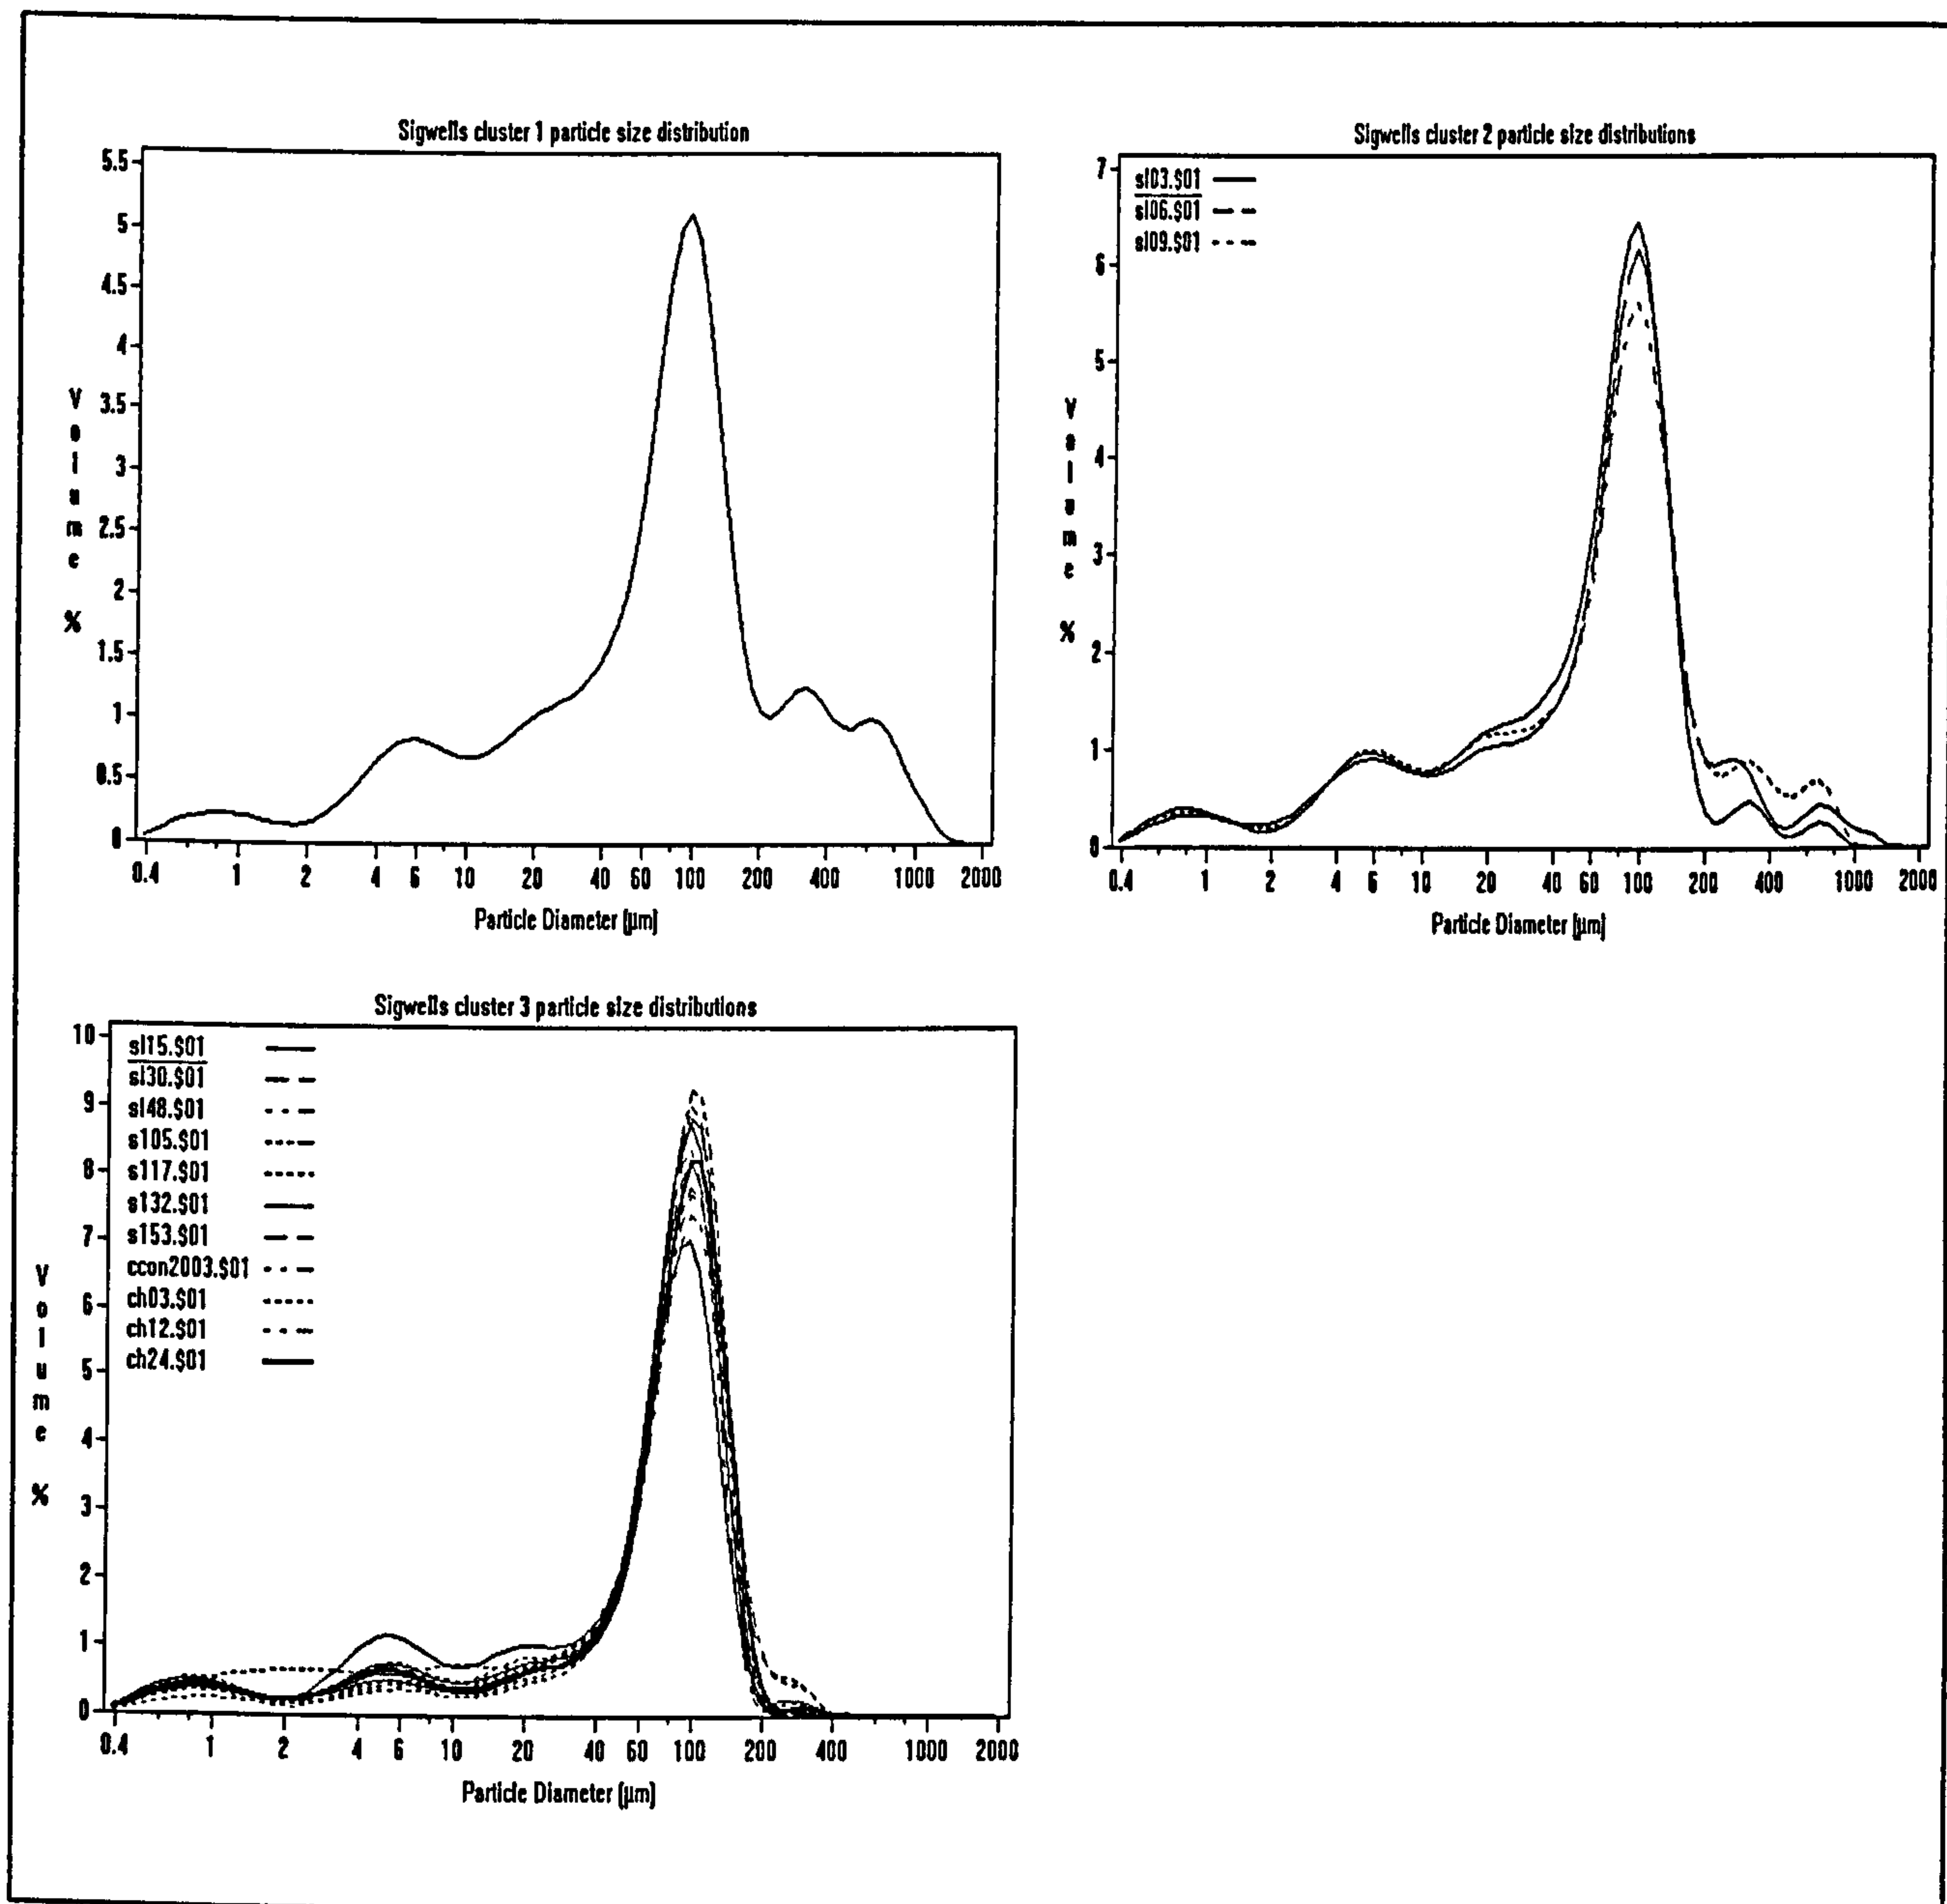 Sigwells cluster 1 particle size distribution
5.5
5
4.5
4
3.5
3
2.5
2
1.5
1
0.5
0
Volume %
0.4 1 2 4 6 10 20 40 60 100 200 400 1000 2000
Particle Diameter (µm)
Sigwells cluster 2 particle size distributions
7
6
5
4
3
2
1
0
Volume %
sl03.$01
sl06.$01
sl09.$01
0.4 1 2 4 6 10 20 40 60 100 200 400 1000 2000
Particle Diameter (µm)
Sigwells cluster 3 particle size distributions
10
9
8
7
6
5
4
3
2
1
0
Volume %
sl15.$01
sl30.$01
sl48.$01
s105.$01
s117.$01
s132.$01
s153.$01
ccon2003.$01
ch03.$01
ch12.$01
ch24.$01
0.4 1 2 4 6 10 20 40 60 100 200 400 1000 2000
Particle Diameter (µm)